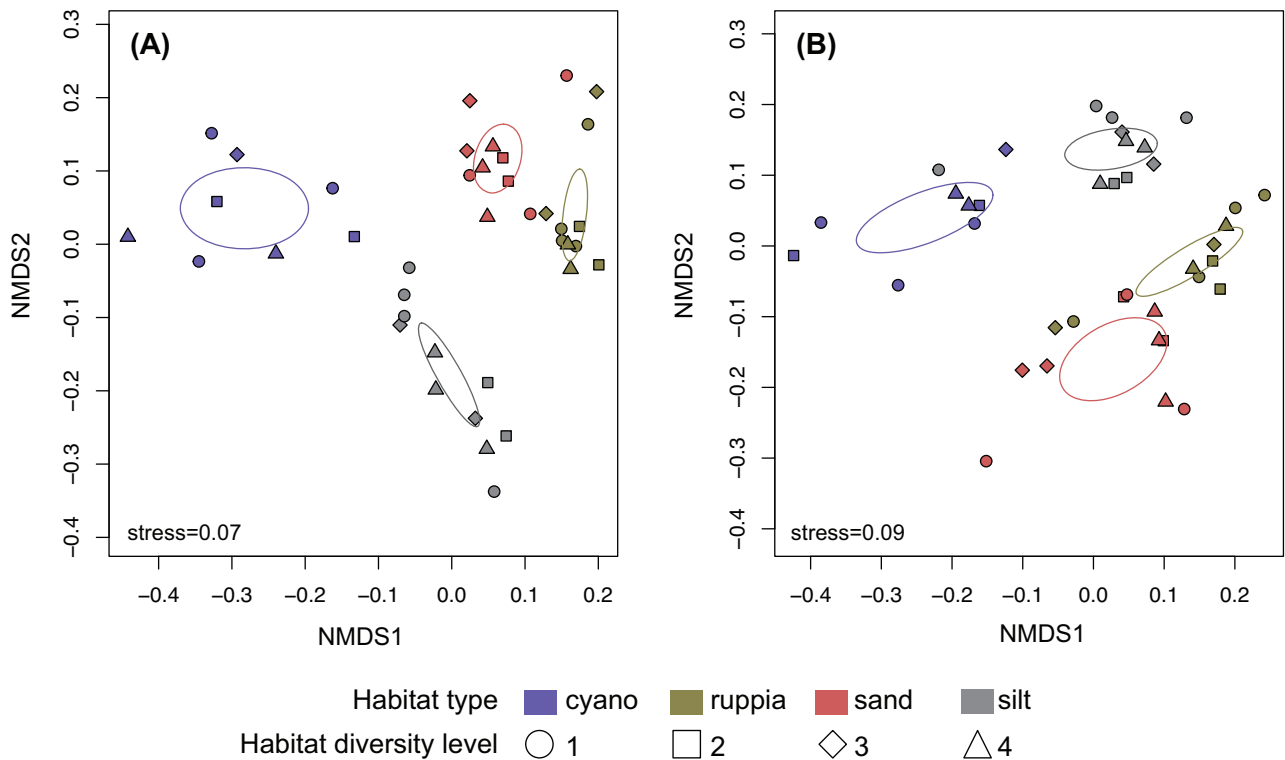 (A)
0.3
0.2
0.1
0.0
−0.1
−0.2
−0.3
−0.4
NMDS2
stress=0.07
−0.4 −0.3 −0.2 −0.1 0.0 0.1 0.2
NMDS1
(B)
0.3
0.2
0.1
0.0
−0.1
−0.2
−0.3
−0.4
NMDS2
stress=0.09
−0.4 −0.3 −0.2 −0.1 0.0 0.1 0.2
NMDS1
Habitat type cyano ruppia sand silt
Habitat diversity level 1 2 3 4